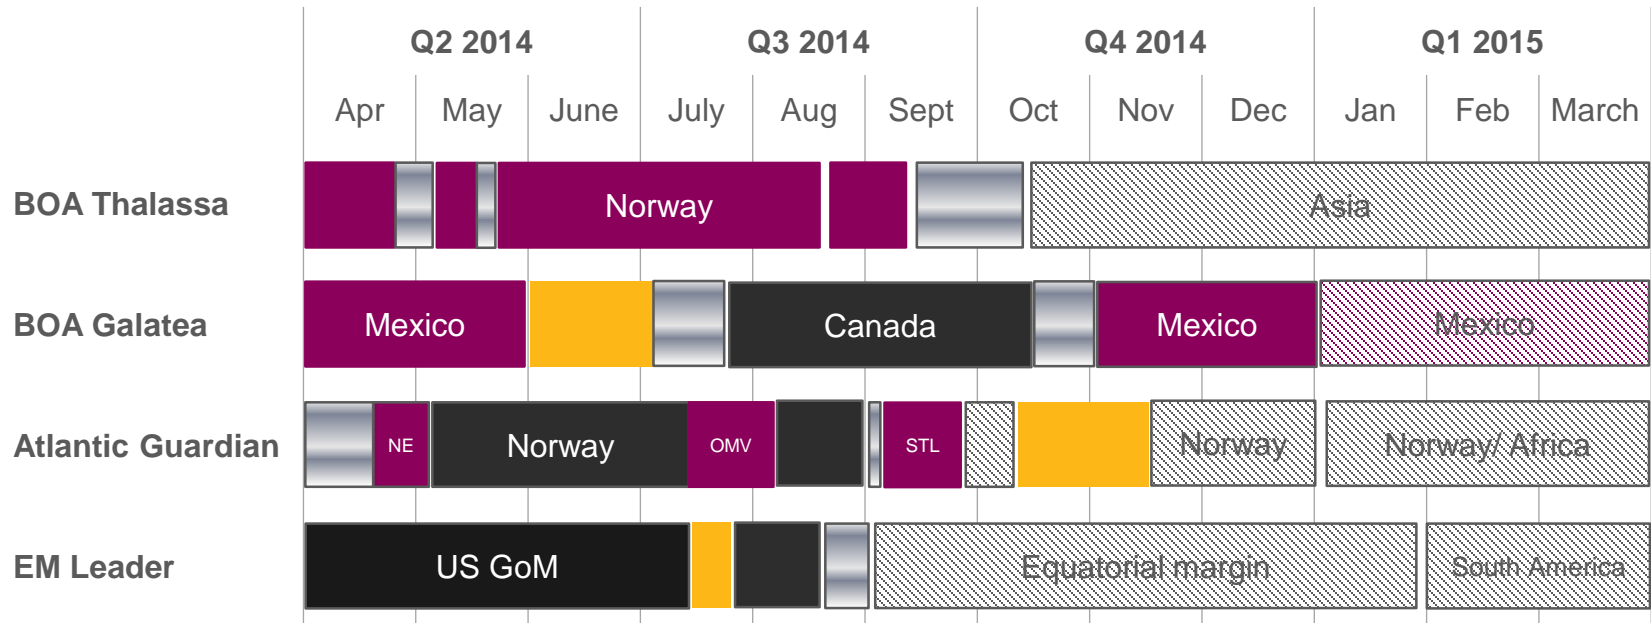 Q2 2014 Q3 2014 Q4 2014 Q1 2015
Apr May June July Aug Sept Oct Nov Dec Jan Feb March
BOA Thalassa Norway Asia
BOA Galatea Mexico Canada Mexico Mexico
Atlantic Guardian NE Norway OMV STL Norway Norway/ Africa
EM Leader US GoM Equatorial margin South America